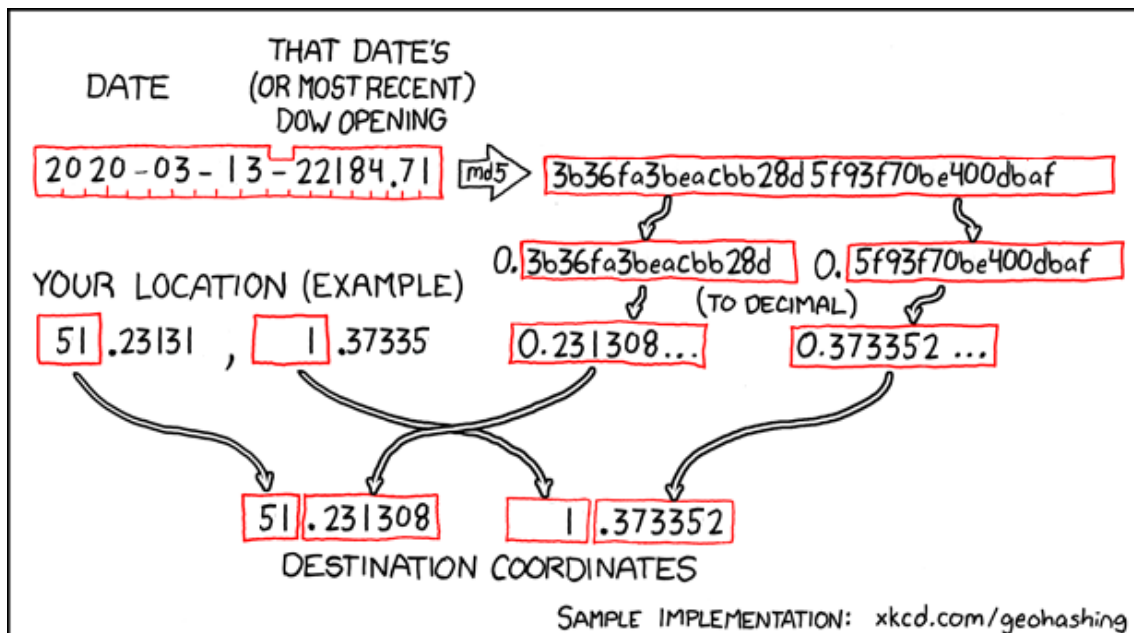 DATE
THAT DATE'S
(OR MOST RECENT)
DOW OPENING
2020-03-13-22184.71
md5
3b36fa3beacbb28d5f93f70be400dbaf
0.3b36fa3beacbb28d
0.5f93f70be400dbaf
(TO DECIMAL)
YOUR LOCATION (EXAMPLE)
51.23131, 1.37335
0.231308...
0.373352...
51.231308
1.373352
DESTINATION COORDINATES
SAMPLE IMPLEMENTATION: xkcd.com/geohashing